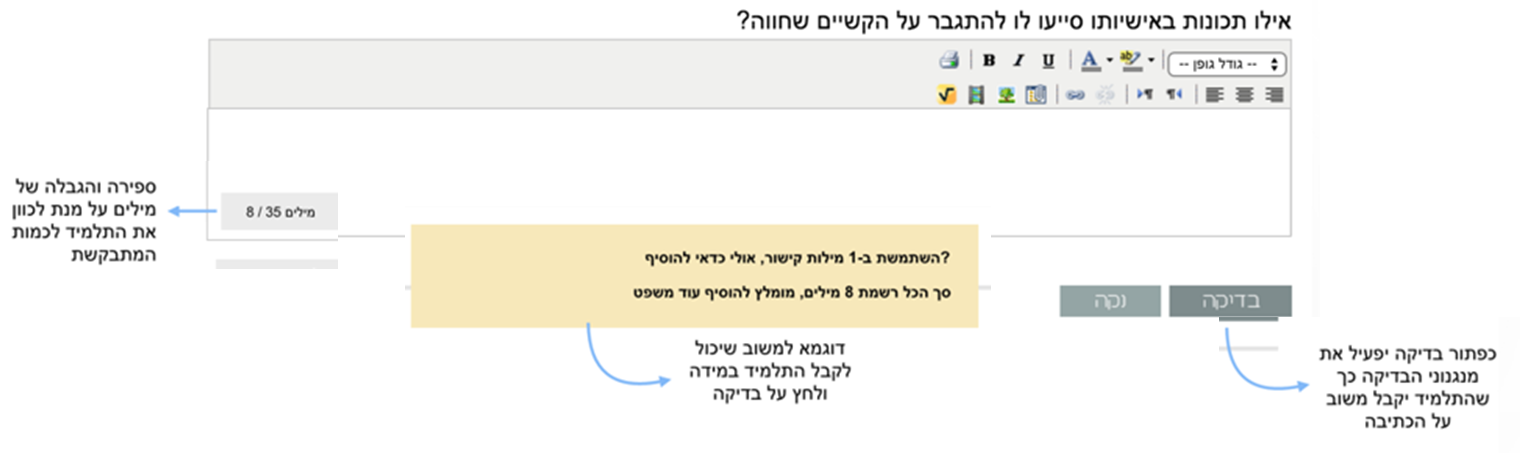 אילו תכונות באישיותו סייעו לו להתגבר על הקשיים שחווה?
B I U A ab -- גודל גופן --
ספירה והגבלה של
מילים על מנת לכוון
את התלמיד לכמות
המתבקשת
8 / 35 מילים
?השתמשת ב-1 מילות קישור, אולי כדאי להוסיף
סך הכל רשמת 8 מילים, מומלץ להוסיף עוד משפט
בדיקה
נקה
דוגמא למשוב שיכול
לקבל התלמיד במידה
ולחץ על בדיקה
כפתור בדיקה יפעיל את
מנגנוני הבדיקה כך
שהתלמיד יקבל משוב
על הכתיבה